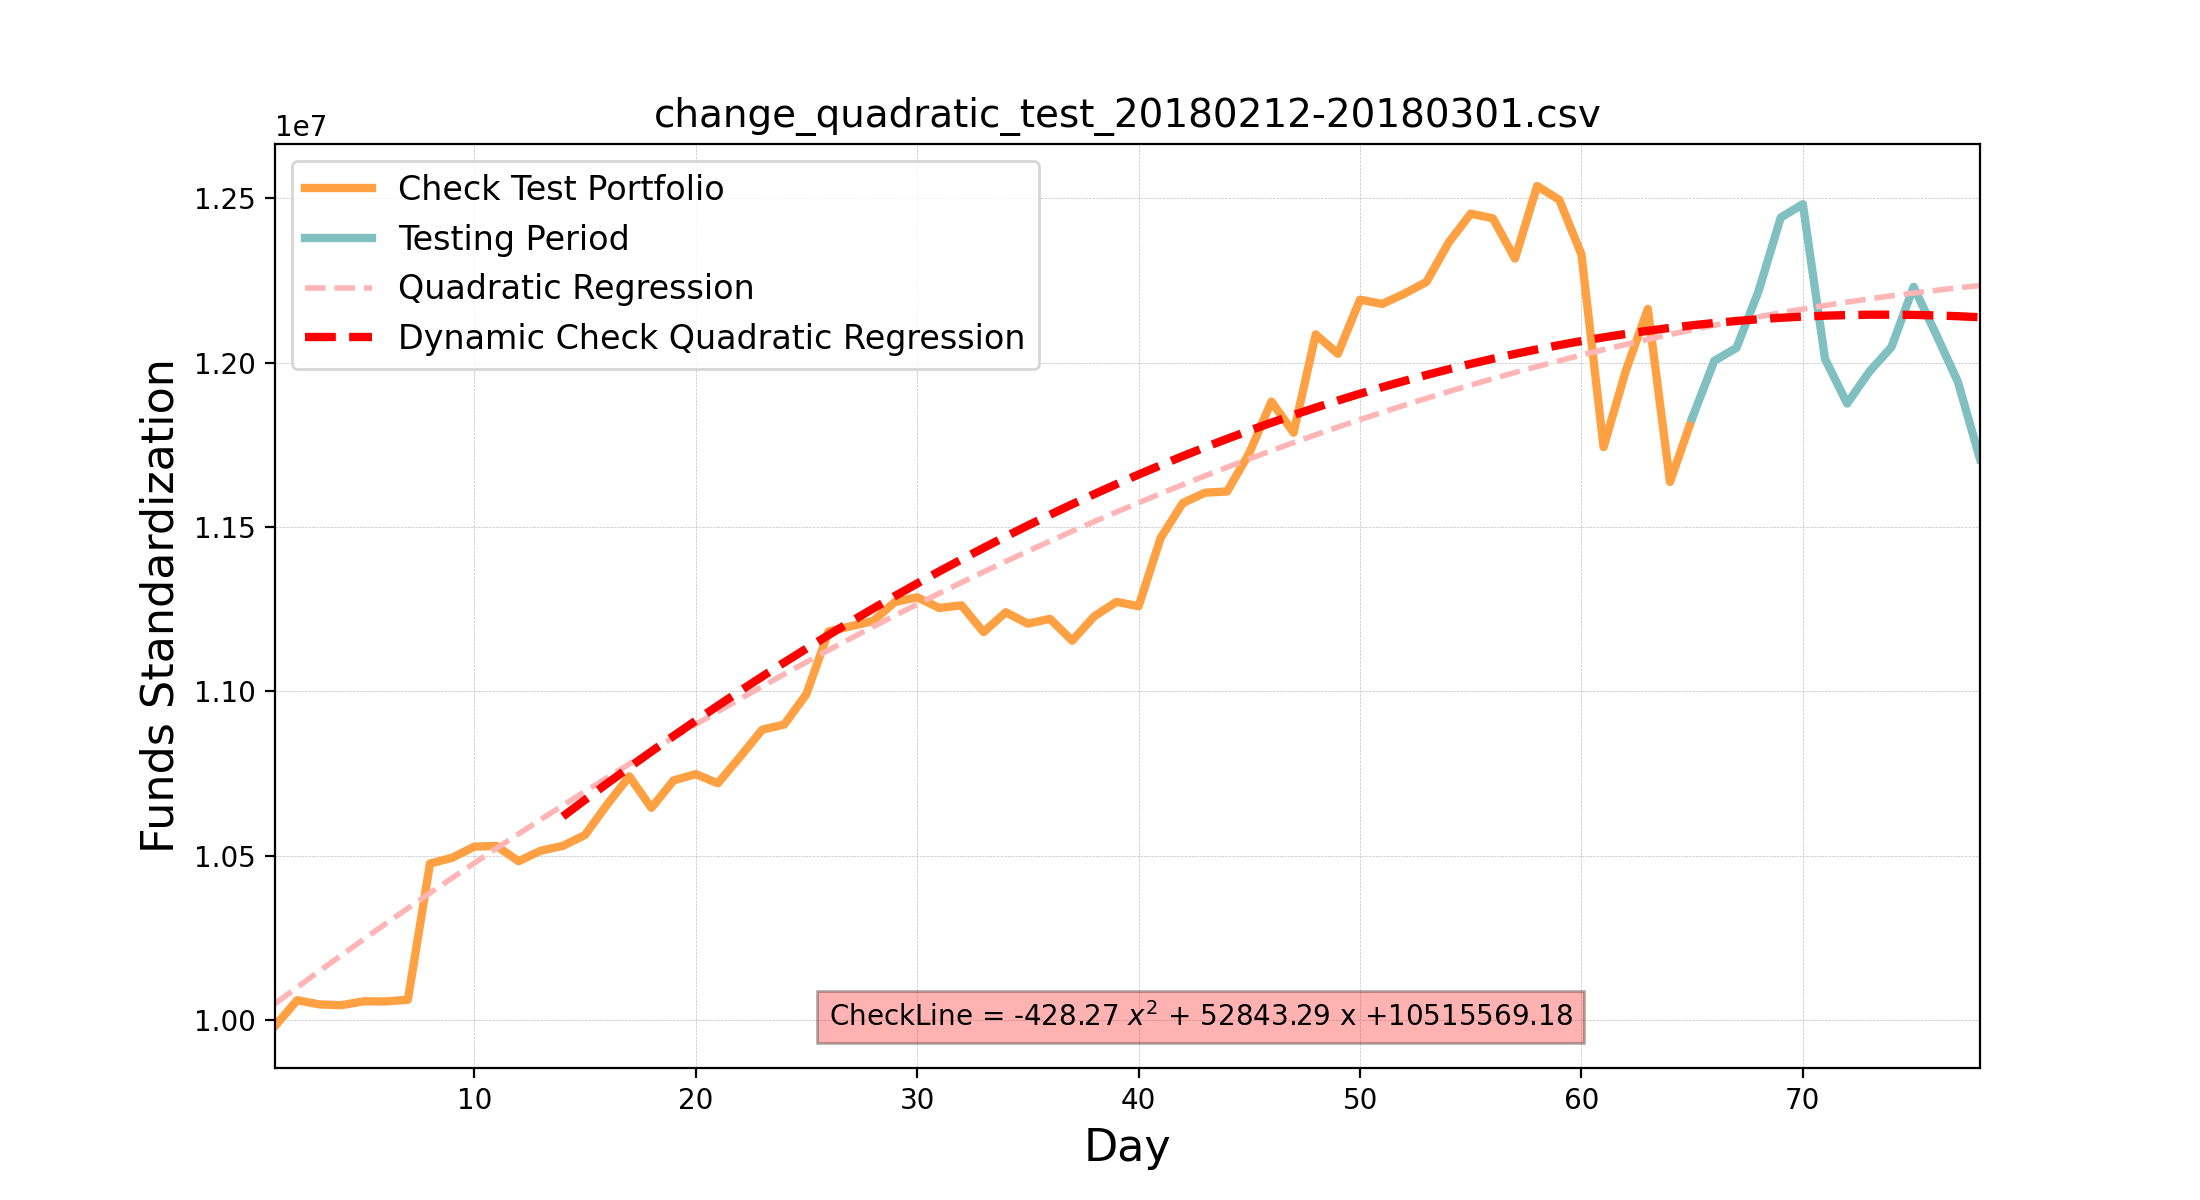 change_quadratic_test_20180212-20180301.csv
1e7
Check Test Portfolio
Testing Period
Quadratic Regression
Dynamic Check Quadratic Regression
1.25
1.20
1.15
1.10
1.05
1.00
Funds Standardization
CheckLine = -428.27 x² + 52843.29 x +10515569.18
10 20 30 40 50 60 70
Day